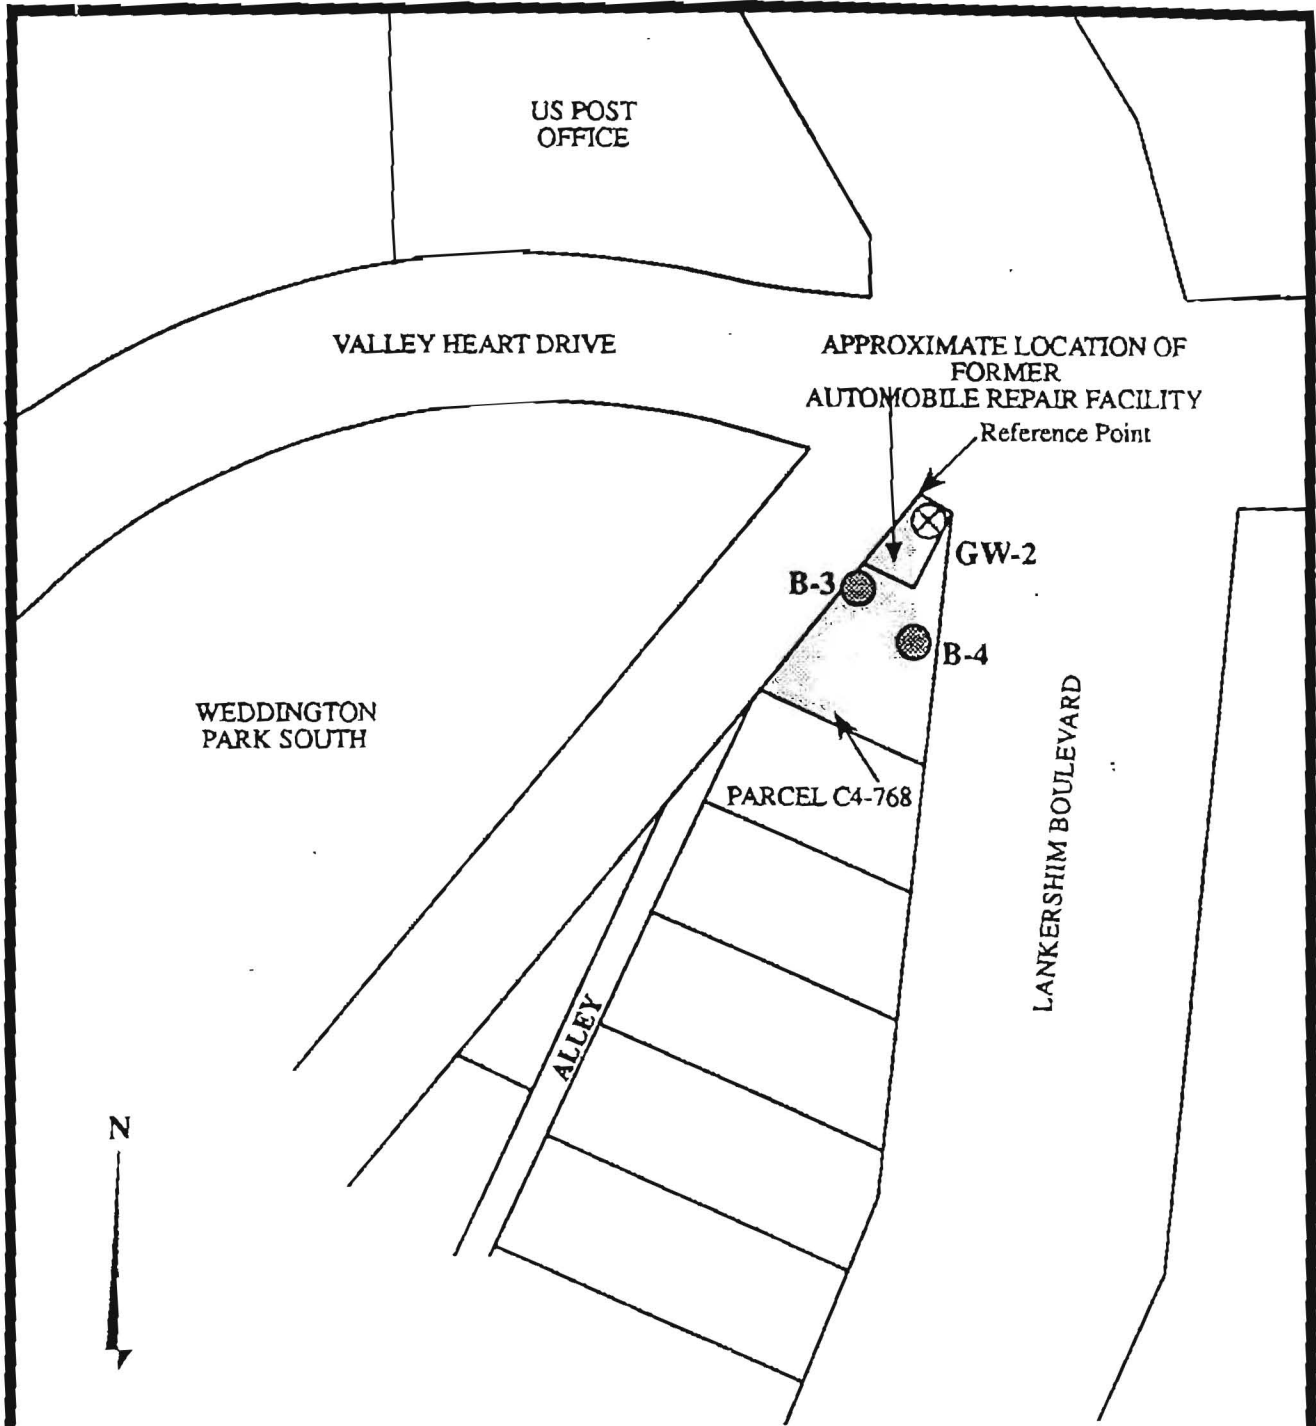 US POST
OFFICE
VALLEY HEART DRIVE
APPROXIMATE LOCATION OF
FORMER
AUTOMOBILE REPAIR FACILITY
Reference Point
GW-2
B-3
B-4
WEDDINGTON
PARK SOUTH
PARCEL C4-768
LANKERSHIM BOULEVARD
ALLEY
N